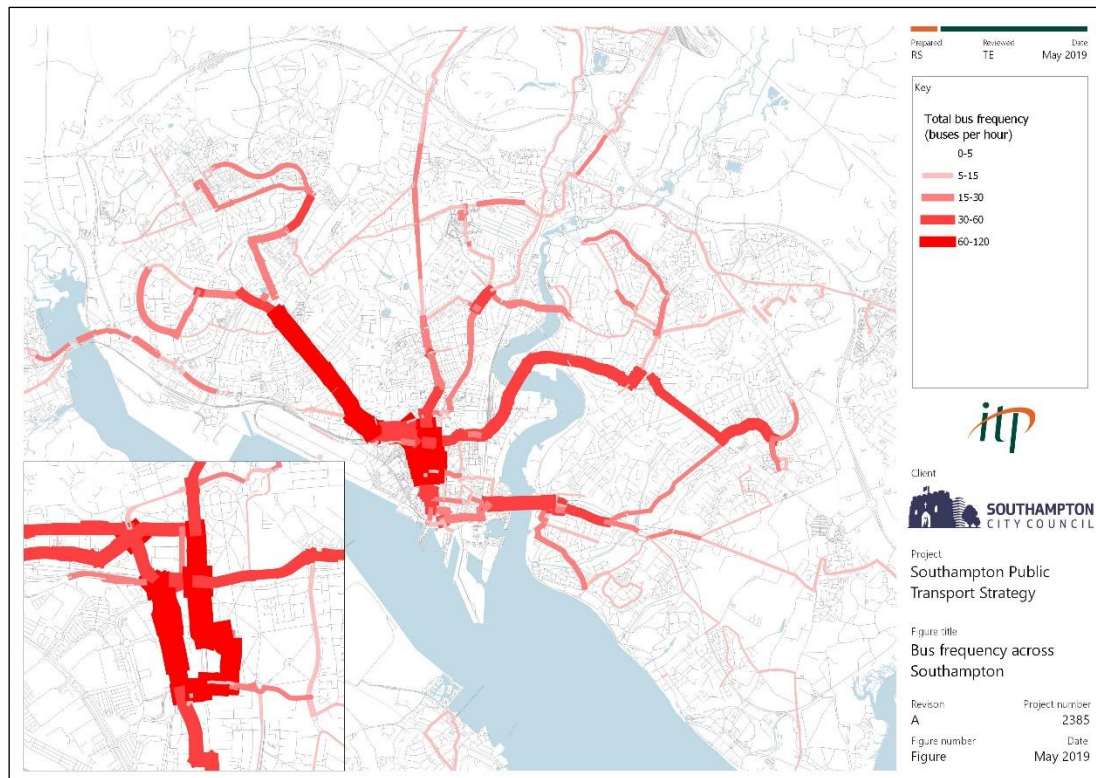 Prepared Reviewed Date
RS TE May 2019
Key
Total bus frequency
(buses per hour)
0-5
5-15
15-30
30-60
60-120
itp
Client
SOUTHAMPTON
CITY COUNCIL
Project
Southampton Public
Transport Strategy
Figure title
Bus frequency across
Southampton
Revison Project number
A 2385
Figure number Date
Figure May 2019